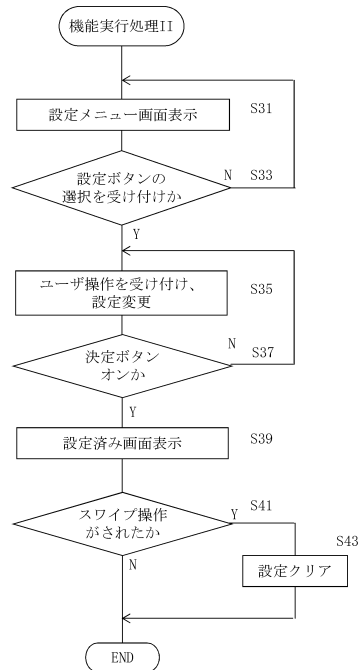 機能実行処理II
設定メニュー画面表示
S31
設定ボタンの
選択を受け付けか
N
S33
Y
ユーザ操作を受け付け、
設定変更
S35
決定ボタン
オンか
N
S37
Y
設定済み画面表示
S39
スワイプ操作
がされたか
Y
S41
N
設定クリア
S43
END